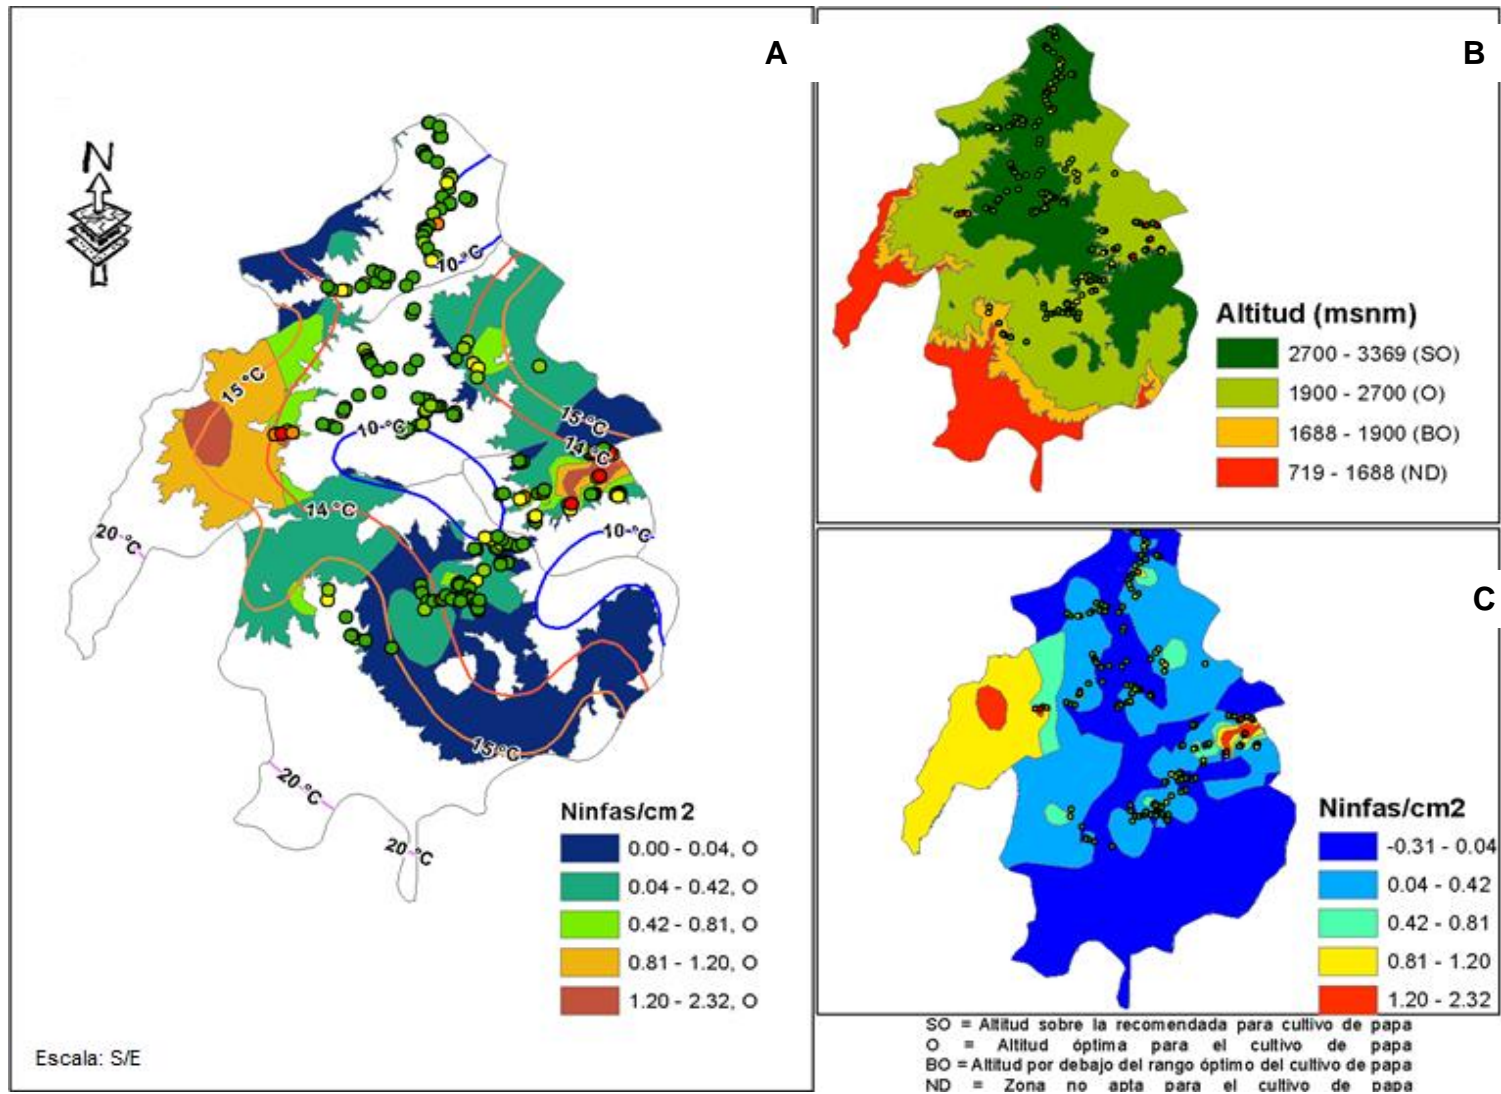 A
N
10-°C
15 °C
10-°C
15-°C
14 °C
14 °C
20-°C
10-°C
15-°C
20-°C
20-°C
Ninfas/cm2
0.00 - 0.04, O
0.04 - 0.42, O
0.42 - 0.81, O
0.81 - 1.20, O
1.20 - 2.32, O
Escala: S/E
B
Altitud (msnm)
2700 - 3369 (SO)
1900 - 2700 (O)
1688 - 1900 (BO)
719 - 1688 (ND)
C
Ninfas/cm2
-0.31 - 0.04
0.04 - 0.42
0.42 - 0.81
0.81 - 1.20
1.20 - 2.32
SO = Altitud sobre la recomendada para cultivo de papa
O = Altitud óptima para el cultivo de papa
BO = Altitud por debajo del rango óptimo del cultivo de papa
ND = Zona no apta para el cultivo de papa